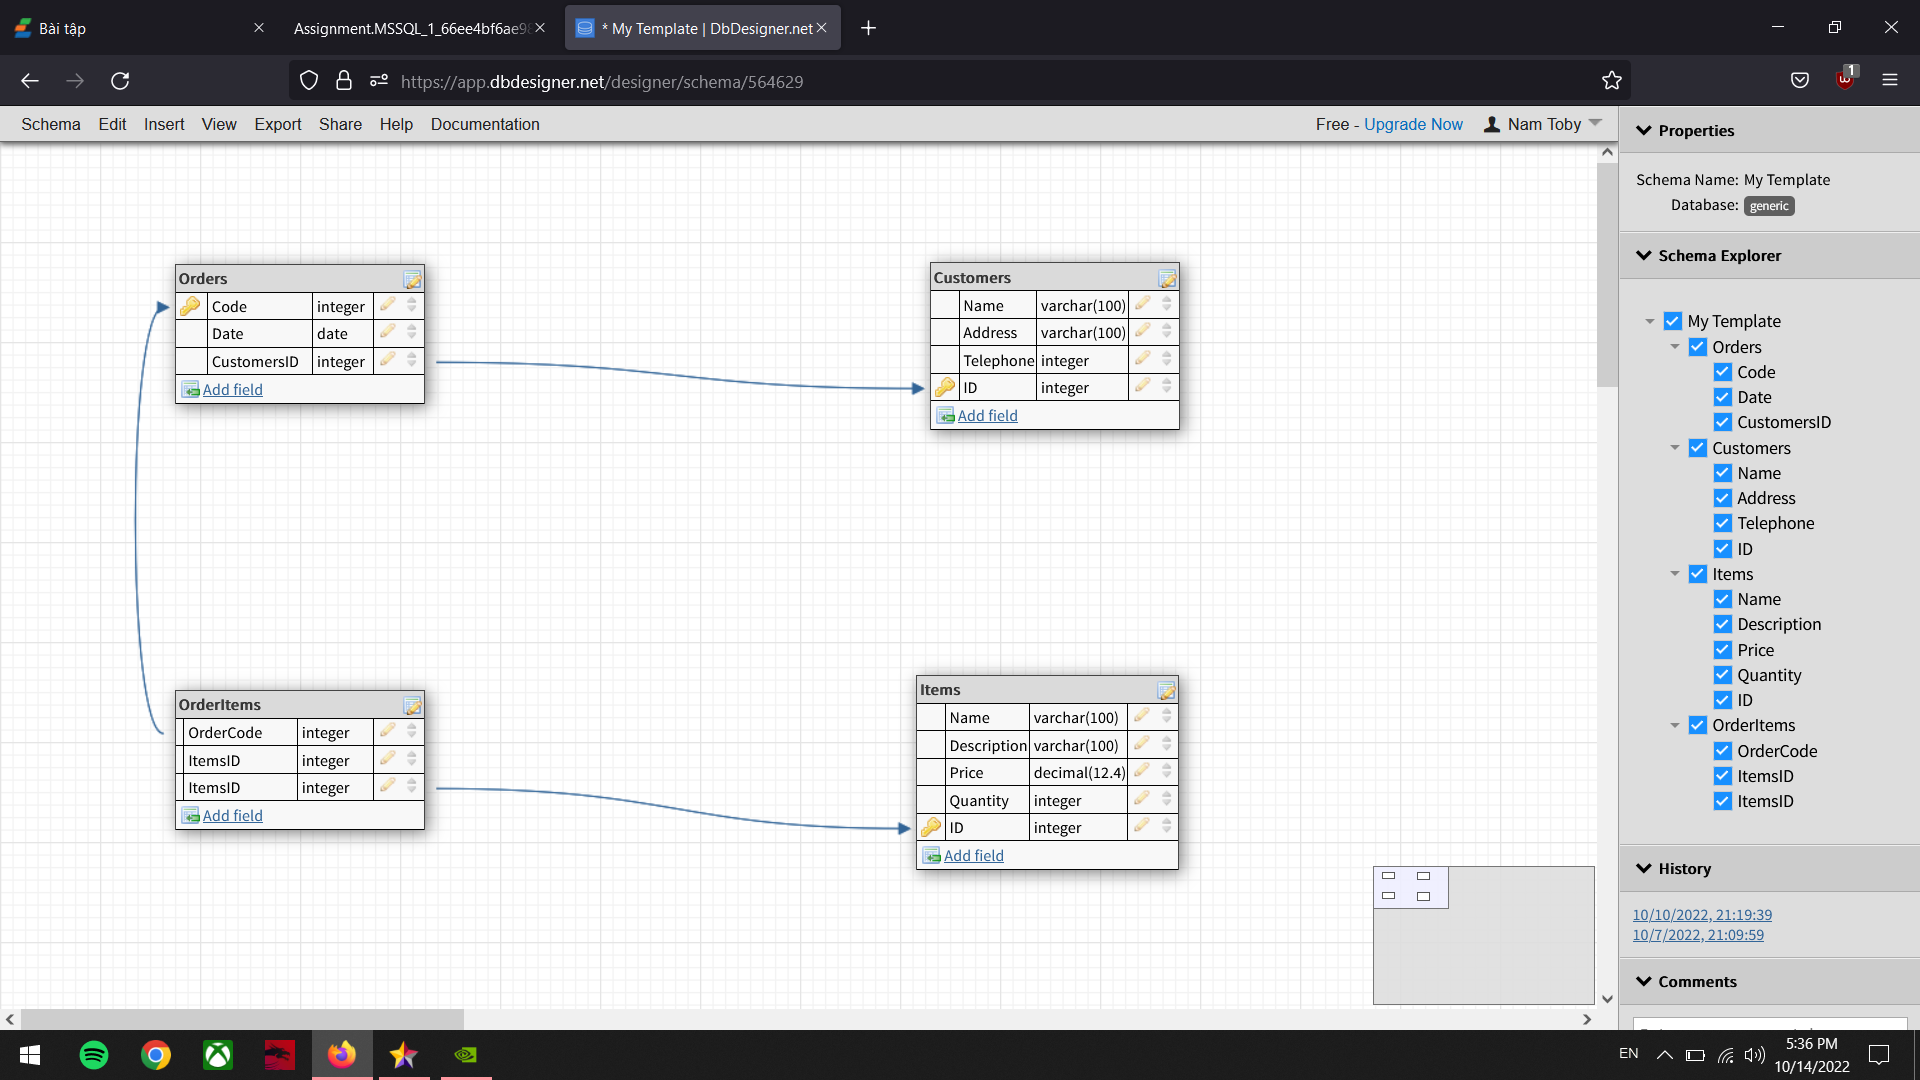 Bài tập
Assignment.MSSQL_1_66ee4bf6ae98
* My Template | DbDesigner.net
https://app.dbdesigner.net/designer/schema/564629
1
Schema Edit Insert View Export Share Help Documentation
Free - Upgrade Now Nam Toby
Orders
Code integer
Date date
CustomersID integer
Add field
Customers
Name varchar(100)
Address varchar(100)
Telephone integer
ID integer
Add field
OrderItems
OrderCode integer
ItemsID integer
ItemsID integer
Add field
Items
Name varchar(100)
Description varchar(100)
Price decimal(12.4)
Quantity integer
ID integer
Add field
Properties
Schema Name: My Template
Database: generic
Schema Explorer
My Template
Orders
Code
Date
CustomersID
Customers
Name
Address
Telephone
ID
Items
Name
Description
Price
Quantity
ID
OrderItems
OrderCode
ItemsID
ItemsID
History
10/10/2022, 21:19:39
10/7/2022, 21:09:59
Comments
EN
5:36 PM
10/14/2022